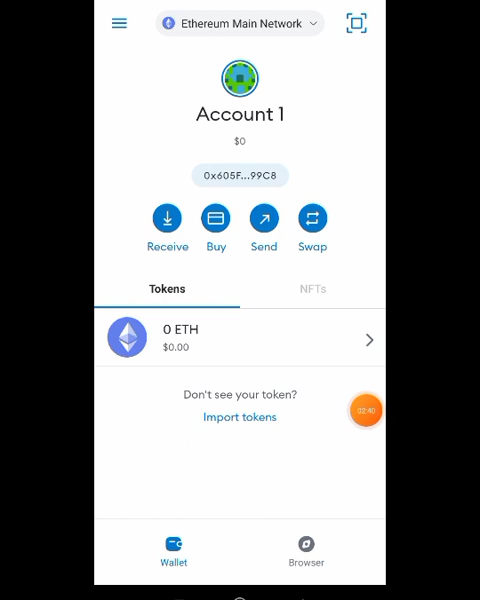 Ethereum Main Network
Account 1
$0
0x605F...99C8
Receive Buy Send Swap
Tokens NFTs
0 ETH
$0.00
Don't see your token?
Import tokens
02:40
Wallet Browser